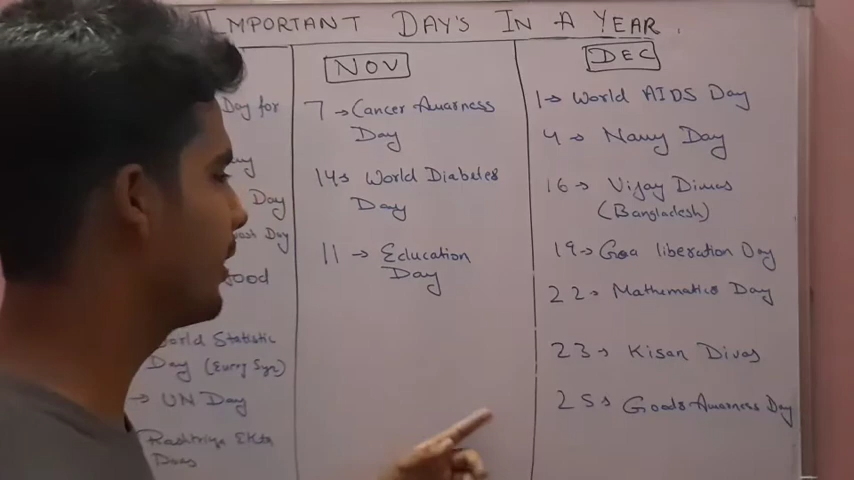 IMPORTANT DAY'S IN A YEAR.
Day for
Day
Day
food
World Statistic
Day (Every 5yr)
→ UN Day
Rashtriya Ekta
Divas
NOV
7 → Cancer Awarness
Day
14→ World Diabetes
Day
11 → Education
Day
DEC
1→ World AIDS Day
4→ Navy Day
16→ Vijay Divas
(Bangladesh)
19→ Goa liberation Day
22→ Mathematics Day
23→ Kisan Divas
25→ Goods Awarness Day